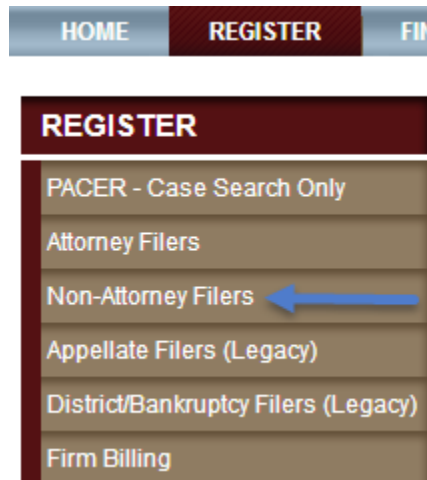 HOME REGISTER
REGISTER
PACER - Case Search Only
Attorney Filers
Non-Attorney Filers
Appellate Filers (Legacy)
District/Bankruptcy Filers (Legacy)
Firm Billing